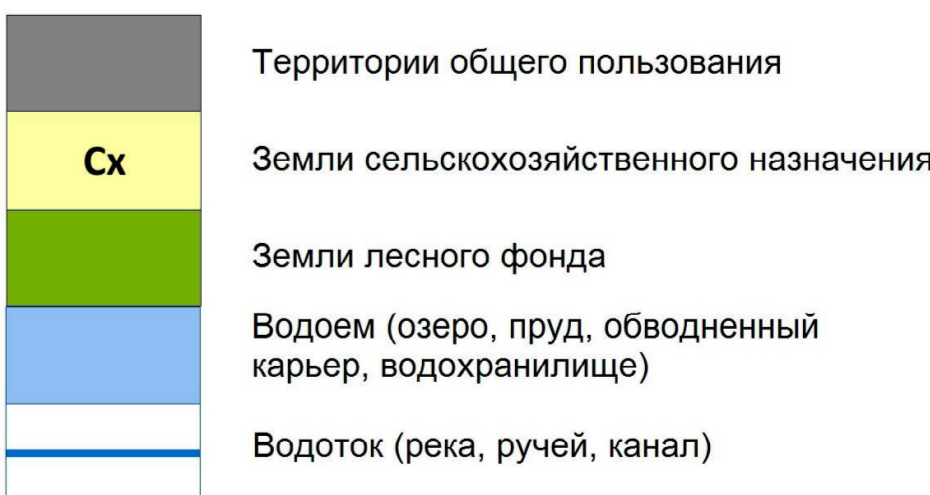 Территории общего пользования
Сх
Земли сельскохозяйственного назначения
Земли лесного фонда
Водоем (озеро, пруд, обводненный
карьер, водохранилище)
Водоток (река, ручей, канал)